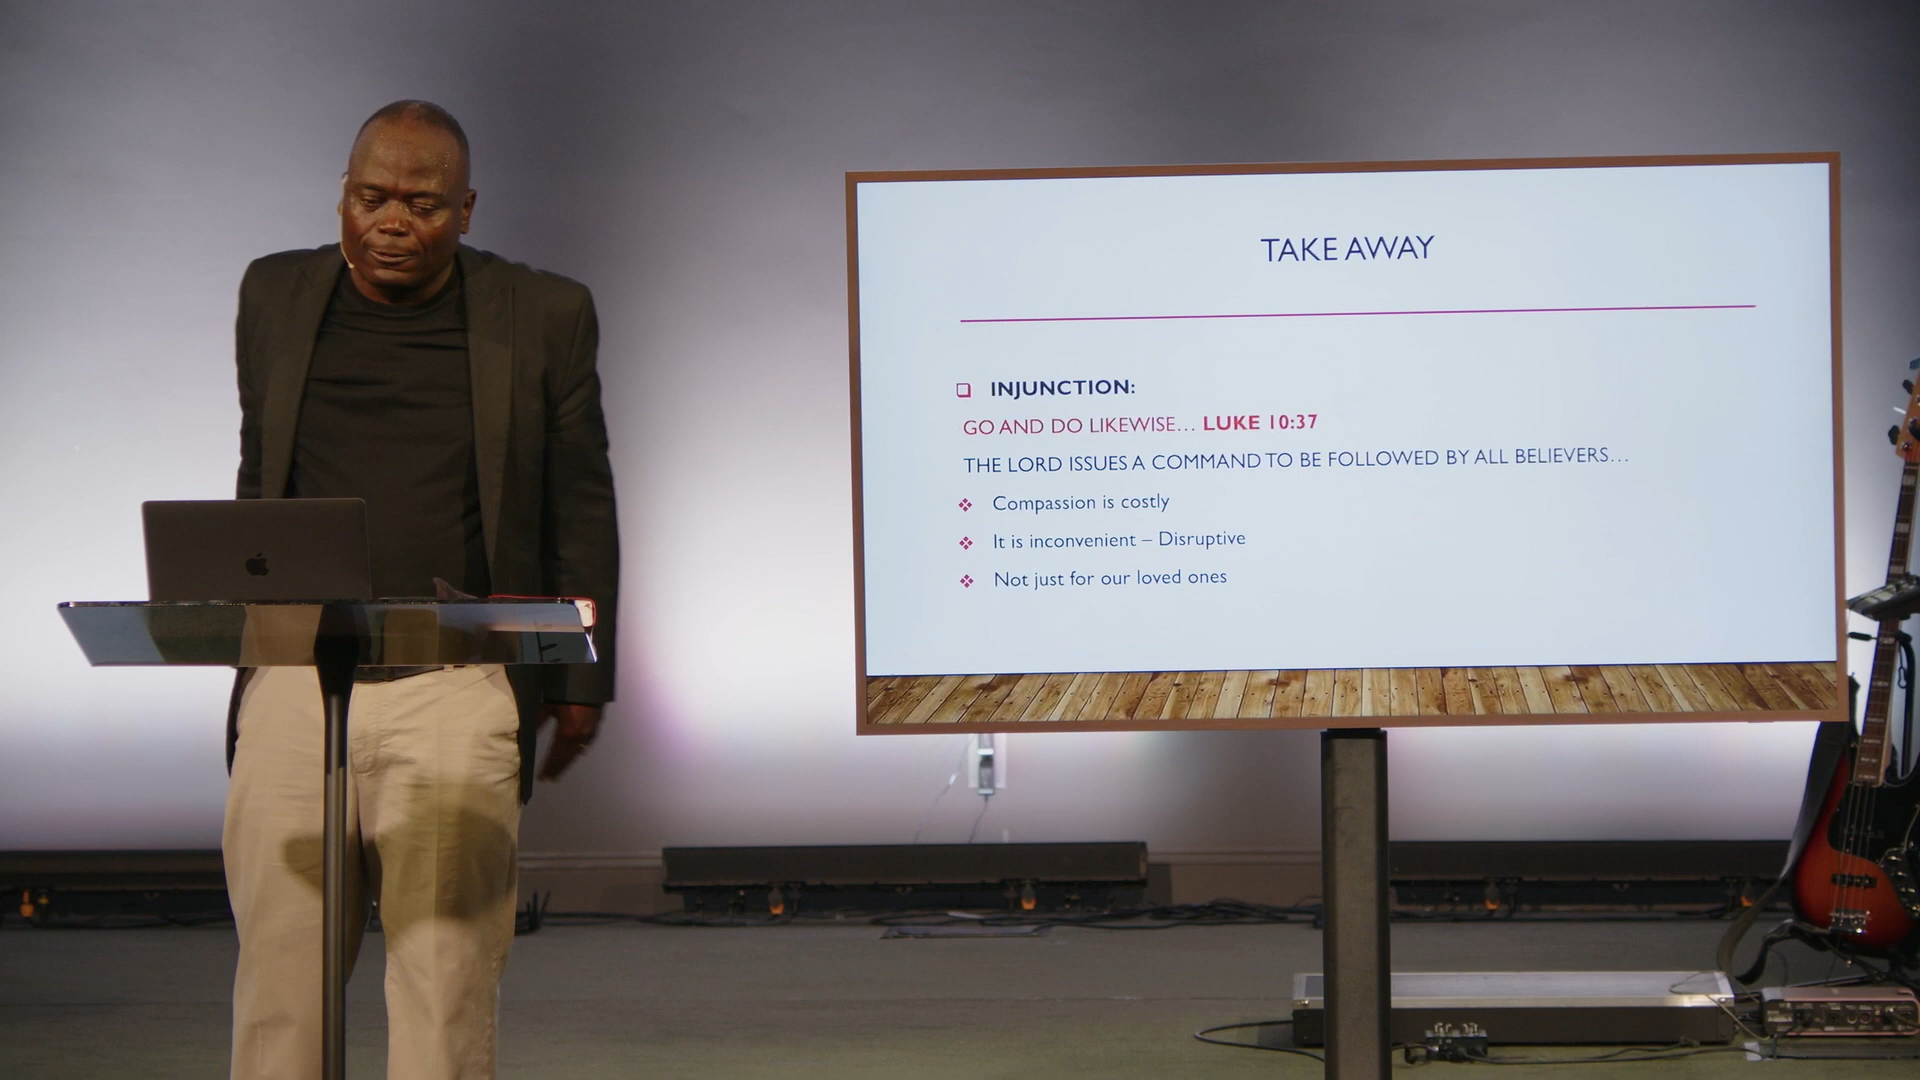 TAKE AWAY
INJUNCTION:
GO AND DO LIKEWISE... LUKE 10:37
THE LORD ISSUES A COMMAND TO BE FOLLOWED BY ALL BELIEVERS...
Compassion is costly
It is inconvenient – Disruptive
Not just for our loved ones